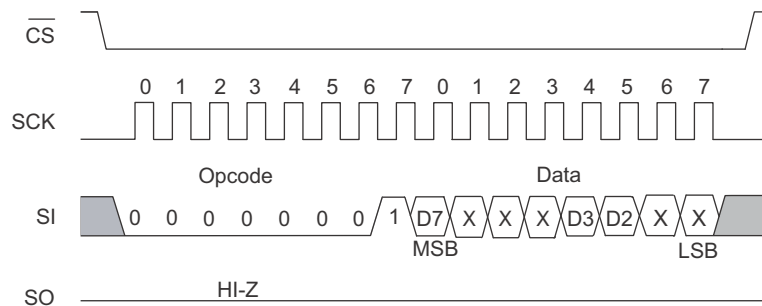 CS
0 1 2 3 4 5 6 7 0 1 2 3 4 5 6 7
SCK
Opcode Data
SI 0 0 0 0 0 0 0 1 D7 X X X D3 D2 X X
MSB LSB
HI-Z
SO